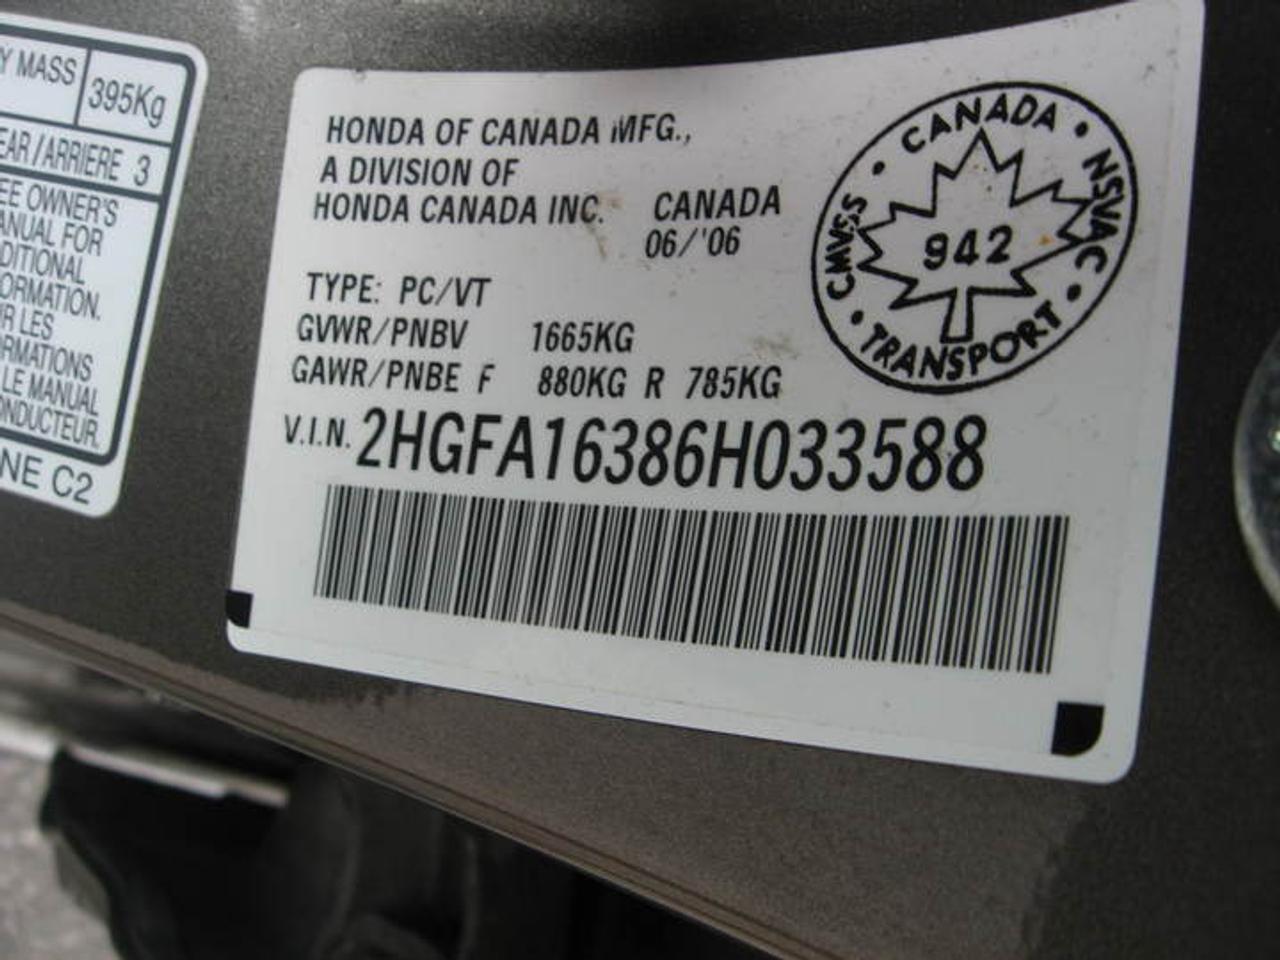 Y MASS 395Kg
EAR/ARRIERE 3
EE OWNER'S
ANUAL FOR
DITIONAL
ORMATION.
R LES
RMATIONS
LE MANUAL
ONDUCTEUR.
NE C2
HONDA OF CANADA MFG.,
A DIVISION OF
HONDA CANADA INC. CANADA
06/'06
TYPE: PC/VT
GVWR/PNBV 1665KG
GAWR/PNBE F 880KG R 785KG
V.I.N. 2HGFA16386H033588
CANADA • NSVAC • TRANSPORT • CMVSS •
942